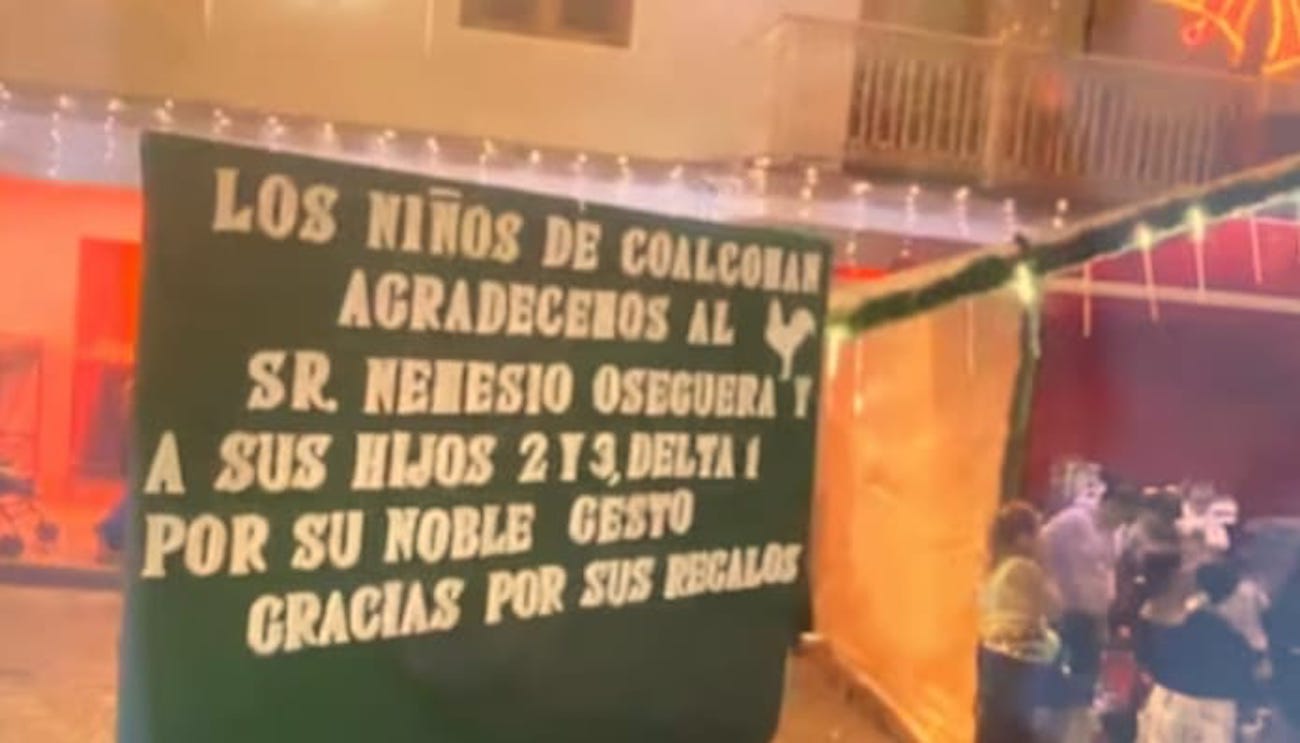 LOS NIÑOS DE COALCOMAN
AGRADECEMOS AL
SR. NEMESIO OSEGUERA Y
A SUS HIJOS 2 Y 3, DELTA 1
POR SU NOBLE GESTO
GRACIAS POR SUS REGALOS